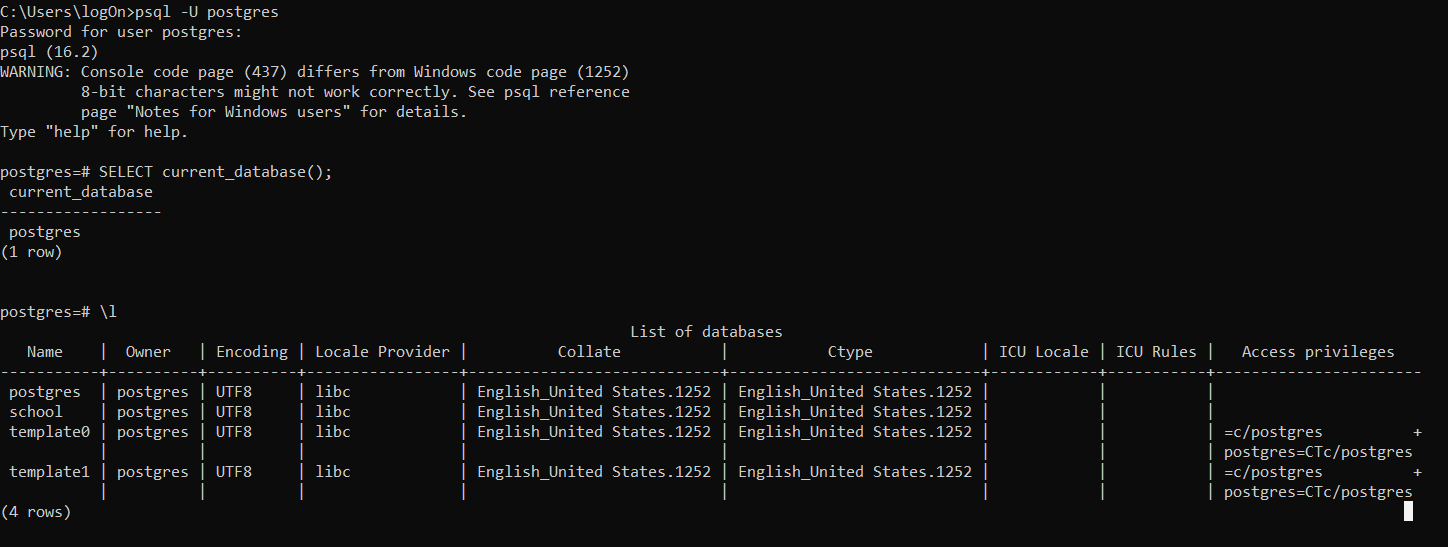 C:\Users\logOn>psql -U postgres
Password for user postgres:
psql (16.2)
WARNING: Console code page (437) differs from Windows code page (1252)
         8-bit characters might not work correctly. See psql reference
         page "Notes for Windows users" for details.
Type "help" for help.

postgres=# SELECT current_database();
 current_database
------------------
 postgres
(1 row)


postgres=# \l
                                                                      List of databases
   Name    |  Owner   | Encoding | Locale Provider |          Collate           |           Ctype            | ICU Locale | ICU Rules |   Access privileges
-----------+----------+----------+-----------------+----------------------------+----------------------------+------------+-----------+-----------------------
 postgres  | postgres | UTF8     | libc            | English_United States.1252 | English_United States.1252 |            |           |
 school    | postgres | UTF8     | libc            | English_United States.1252 | English_United States.1252 |            |           |
 template0 | postgres | UTF8     | libc            | English_United States.1252 | English_United States.1252 |            |           | =c/postgres          +
           |          |          |                 |                            |                            |            |           | postgres=CTc/postgres
 template1 | postgres | UTF8     | libc            | English_United States.1252 | English_United States.1252 |            |           | =c/postgres          +
           |          |          |                 |                            |                            |            |           | postgres=CTc/postgres
(4 rows)